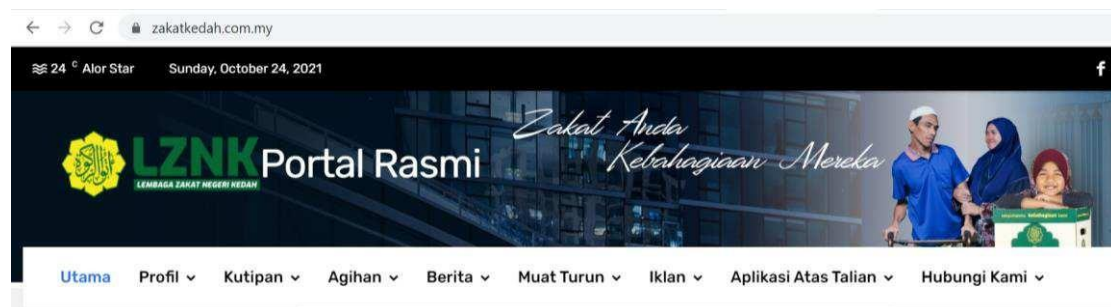 zakatkedah.com.my
24 C Alor Star Sunday, October 24, 2021
Zakat Anda
Kebahagiaan Mereka
LZNK Portal Rasmi
LEMBAGA ZAKAT NEGERI KEDAH
Utama Profil Kutipan Agihan Berita Muat Turun Iklan Aplikasi Atas Talian Hubungi Kami